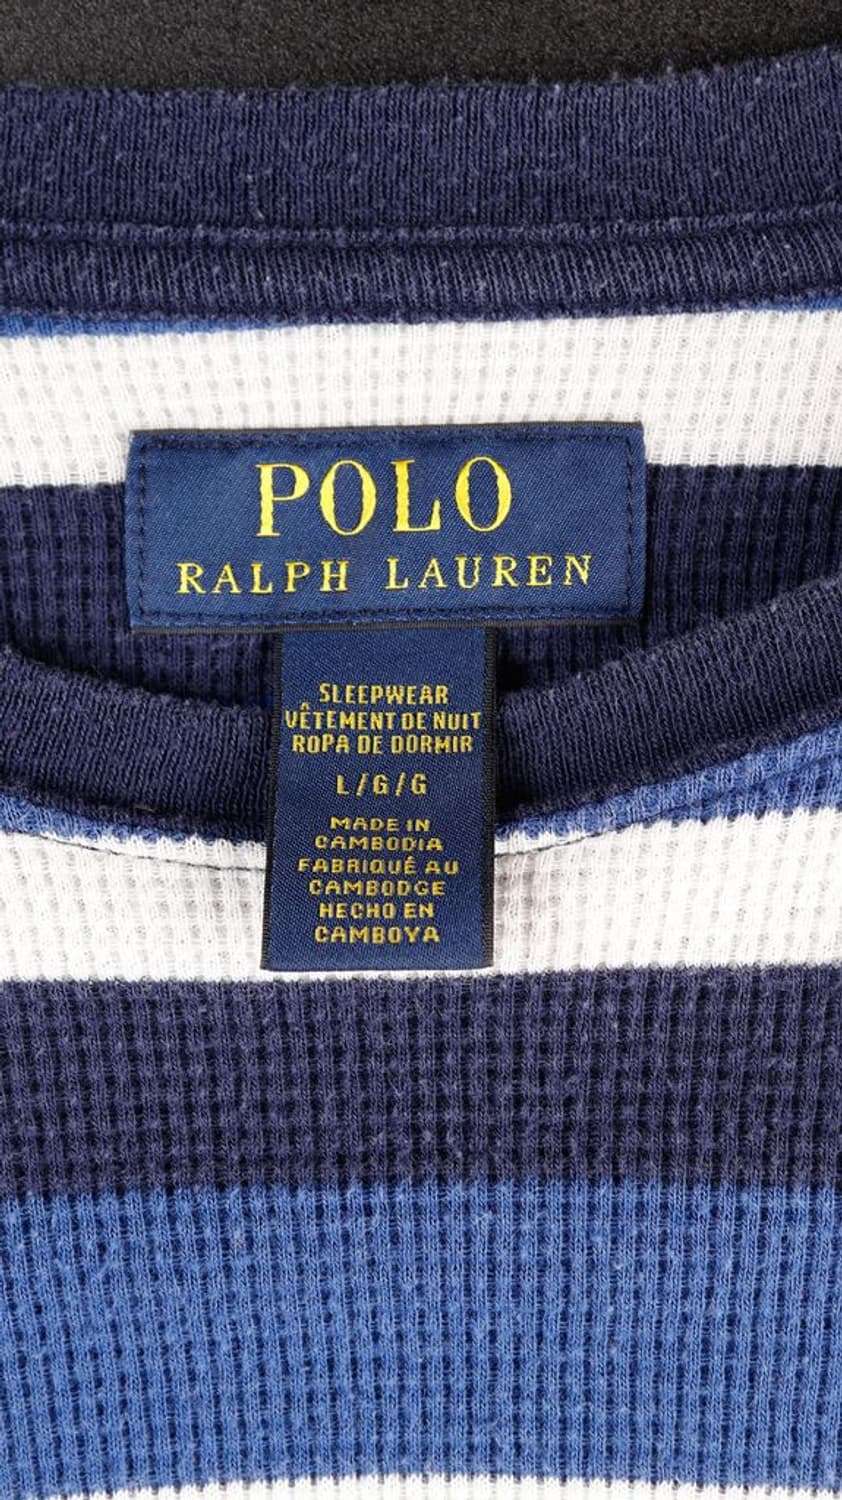 POLO
RALPH LAUREN
SLEEPWEAR
VÊTEMENT DE NUIT
ROPA DE DORMIR
L/G/G
MADE IN
CAMBODIA
FABRIQUÉ AU
CAMBODGE
HECHO EN
CAMBOYA